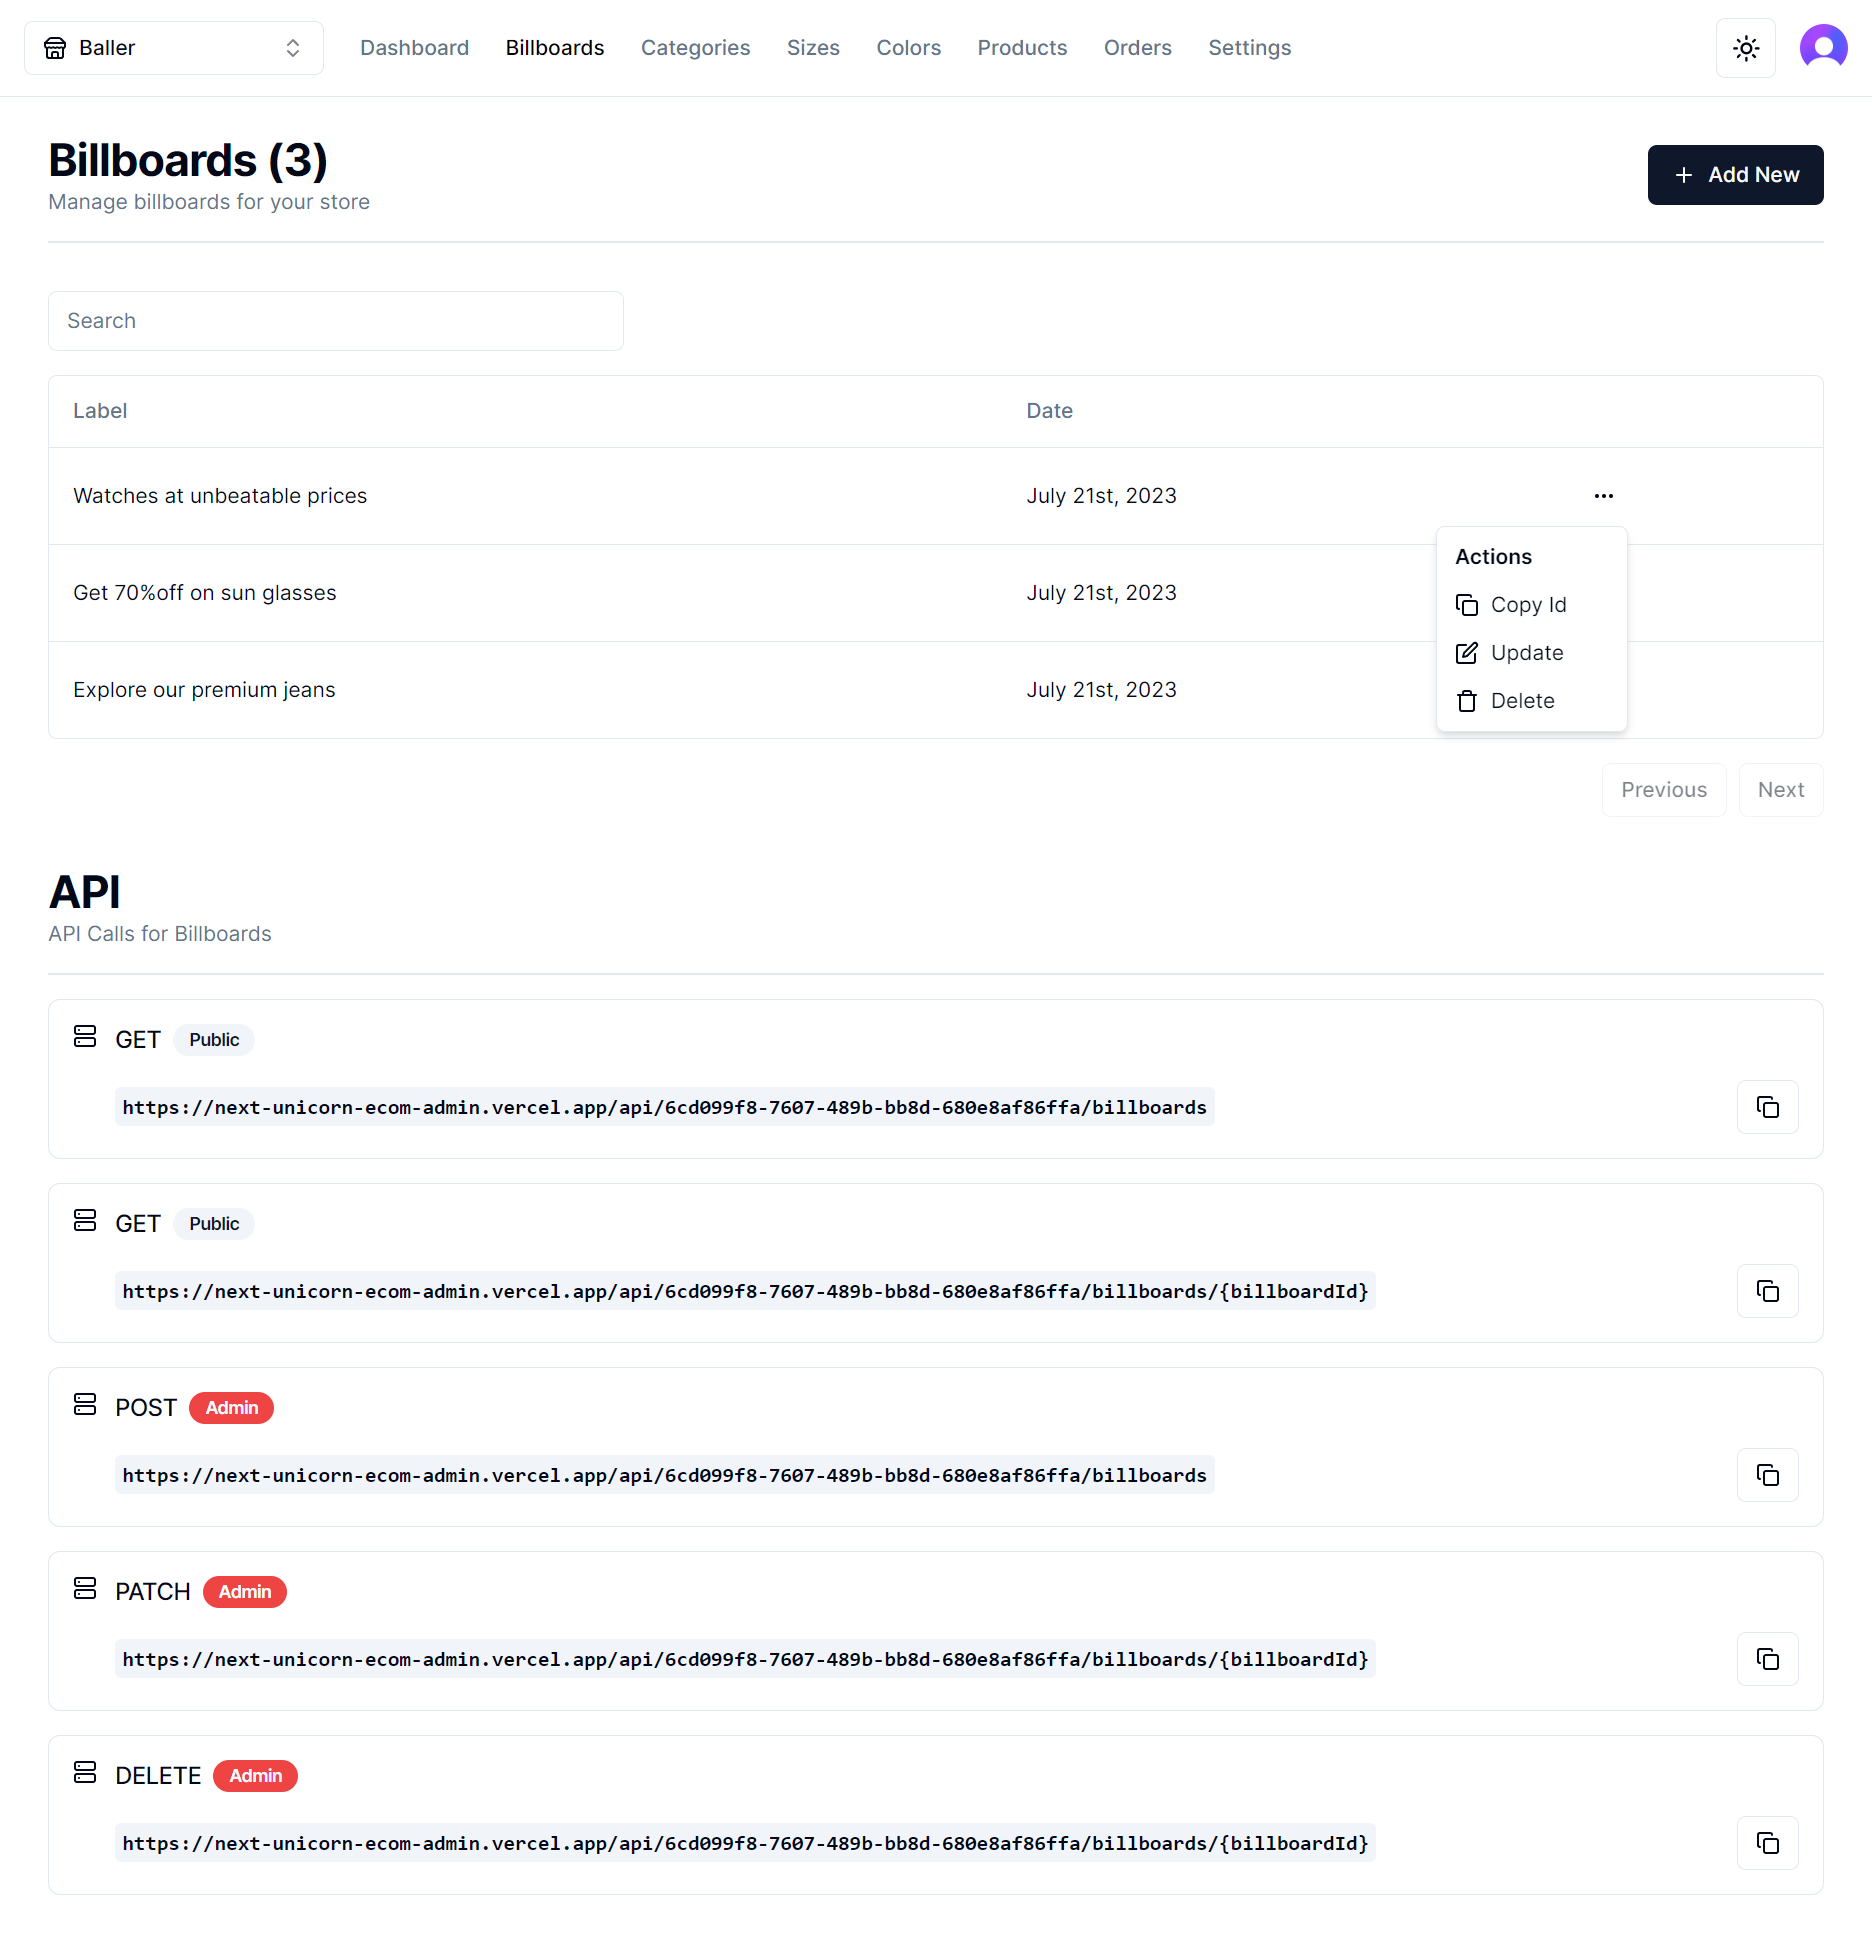 Baller Dashboard Billboards Categories Sizes Colors Products Orders Settings
Billboards (3)
Manage billboards for your store
+ Add New
Search
Label Date
Watches at unbeatable prices July 21st, 2023 ...
Get 70%off on sun glasses July 21st, 2023
Explore our premium jeans July 21st, 2023
Actions
Copy Id
Update
Delete
Previous Next
API
API Calls for Billboards
GET Public
https://next-unicorn-ecom-admin.vercel.app/api/6cd099f8-7607-489b-bb8d-680e8af86ffa/billboards
GET Public
https://next-unicorn-ecom-admin.vercel.app/api/6cd099f8-7607-489b-bb8d-680e8af86ffa/billboards/{billboardId}
POST Admin
https://next-unicorn-ecom-admin.vercel.app/api/6cd099f8-7607-489b-bb8d-680e8af86ffa/billboards
PATCH Admin
https://next-unicorn-ecom-admin.vercel.app/api/6cd099f8-7607-489b-bb8d-680e8af86ffa/billboards/{billboardId}
DELETE Admin
https://next-unicorn-ecom-admin.vercel.app/api/6cd099f8-7607-489b-bb8d-680e8af86ffa/billboards/{billboardId}